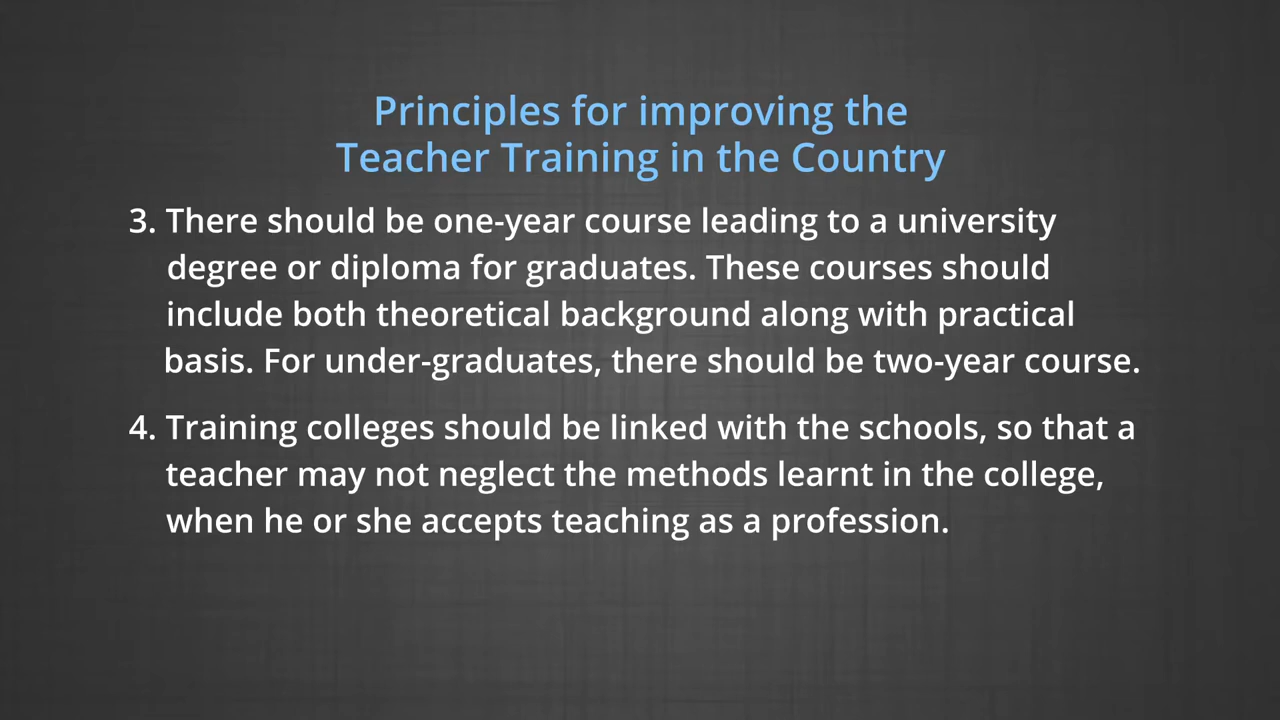 Principles for improving the
Teacher Training in the Country
3. There should be one-year course leading to a university
degree or diploma for graduates. These courses should
include both theoretical background along with practical
basis. For under-graduates, there should be two-year course.
4. Training colleges should be linked with the schools, so that a
teacher may not neglect the methods learnt in the college,
when he or she accepts teaching as a profession.